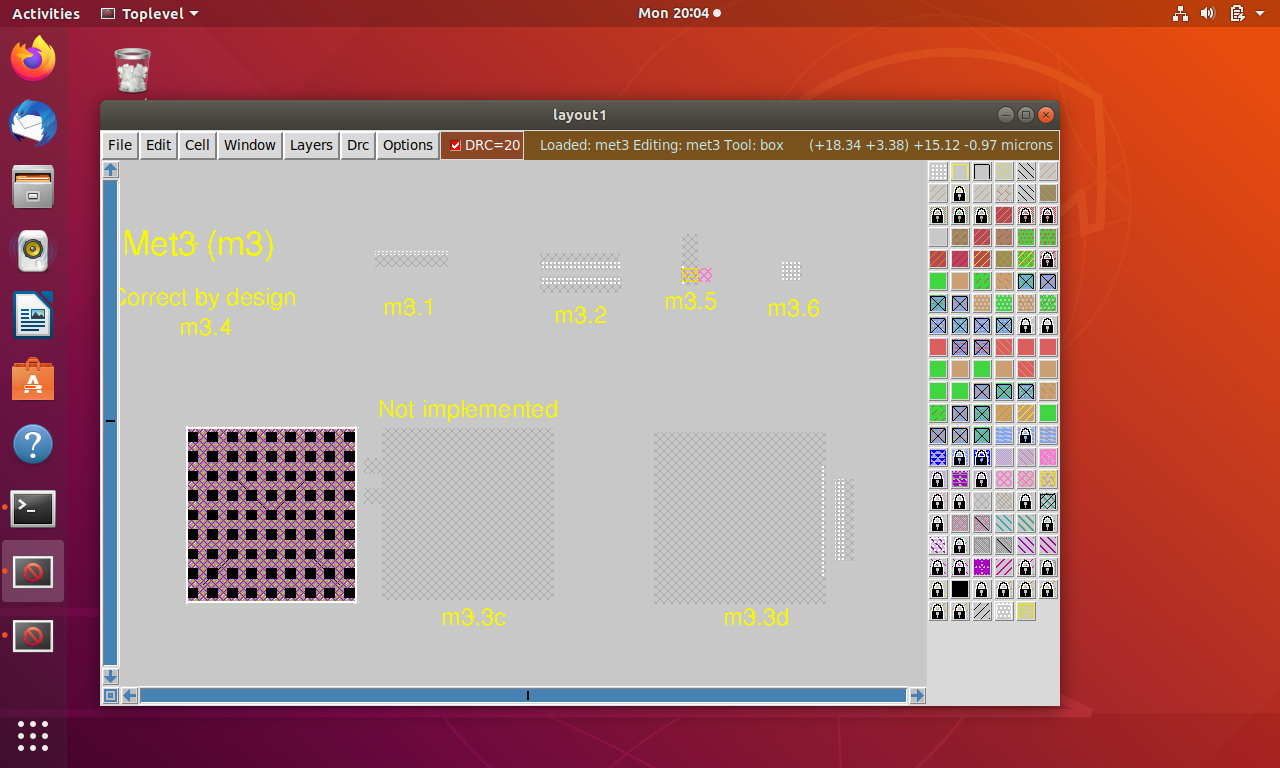 Activities
Toplevel
Mon 20:04
layout1
File Edit Cell Window Layers Drc Options DRC=20 Loaded: met3 Editing: met3 Tool: box (+18.34 +3.38) +15.12 -0.97 microns
Met3 (m3)
Correct by design
m3.4
m3.1
m3.2
m3.5
m3.6
Not implemented
m3.3c
m3.3d